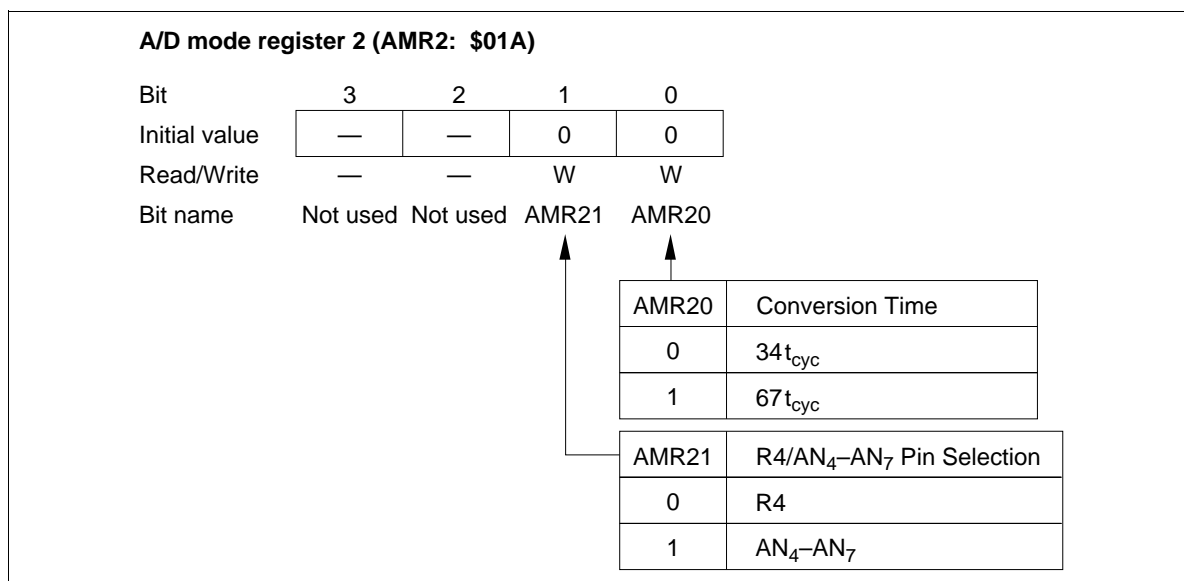 A/D mode register 2 (AMR2: $01A)
Bit 3 2 1 0
Initial value — — 0 0
Read/Write — — W W
Bit name Not used Not used AMR21 AMR20
AMR20 Conversion Time
0 34tcyc
1 67tcyc
AMR21 R4/AN4–AN7 Pin Selection
0 R4
1 AN4–AN7